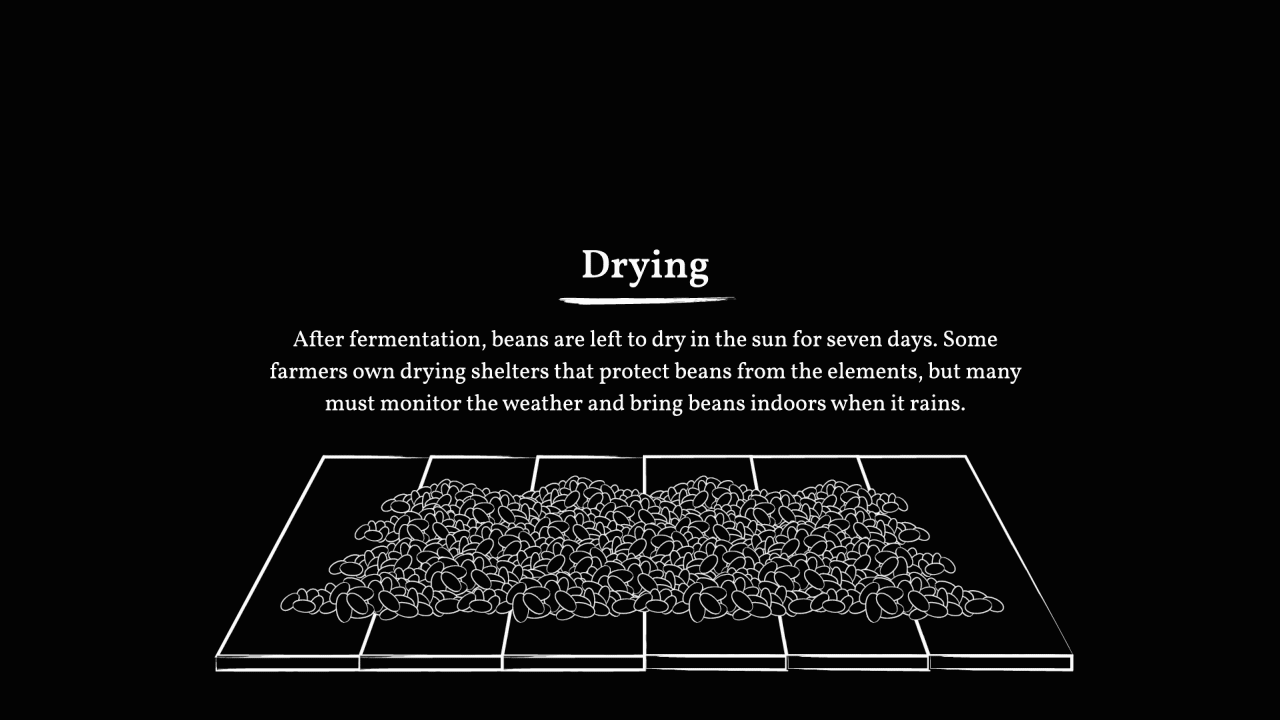 Drying
After fermentation, beans are left to dry in the sun for seven days. Some
farmers own drying shelters that protect beans from the elements, but many
must monitor the weather and bring beans indoors when it rains.